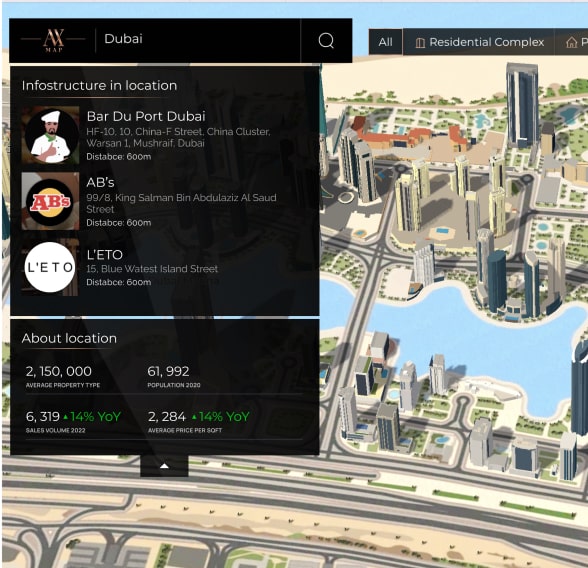 MAP
Dubai
All
Residential Complex
P
Infostructure in location
Bar Du Port Dubai
HF-10, 10, China-F Street, China Cluster,
Warsan 1, Mushraif, Dubai
Distabce: 600m
AB's
AB's
99/8, King Salman Bin Abdulaziz Al Saud
Street
Distabce: 600m
L'ETO
L'ETO
15, Blue Watest Island Street
Distabce: 600m
About location
2, 150, 000
61, 992
AVERAGE PROPERTY TYPE
POPULATION 2020
6, 319 ▲14% YoY
2, 284 ▲14% YoY
SALES VOLUME 2022
AVERAGE PRICE PER SQFT